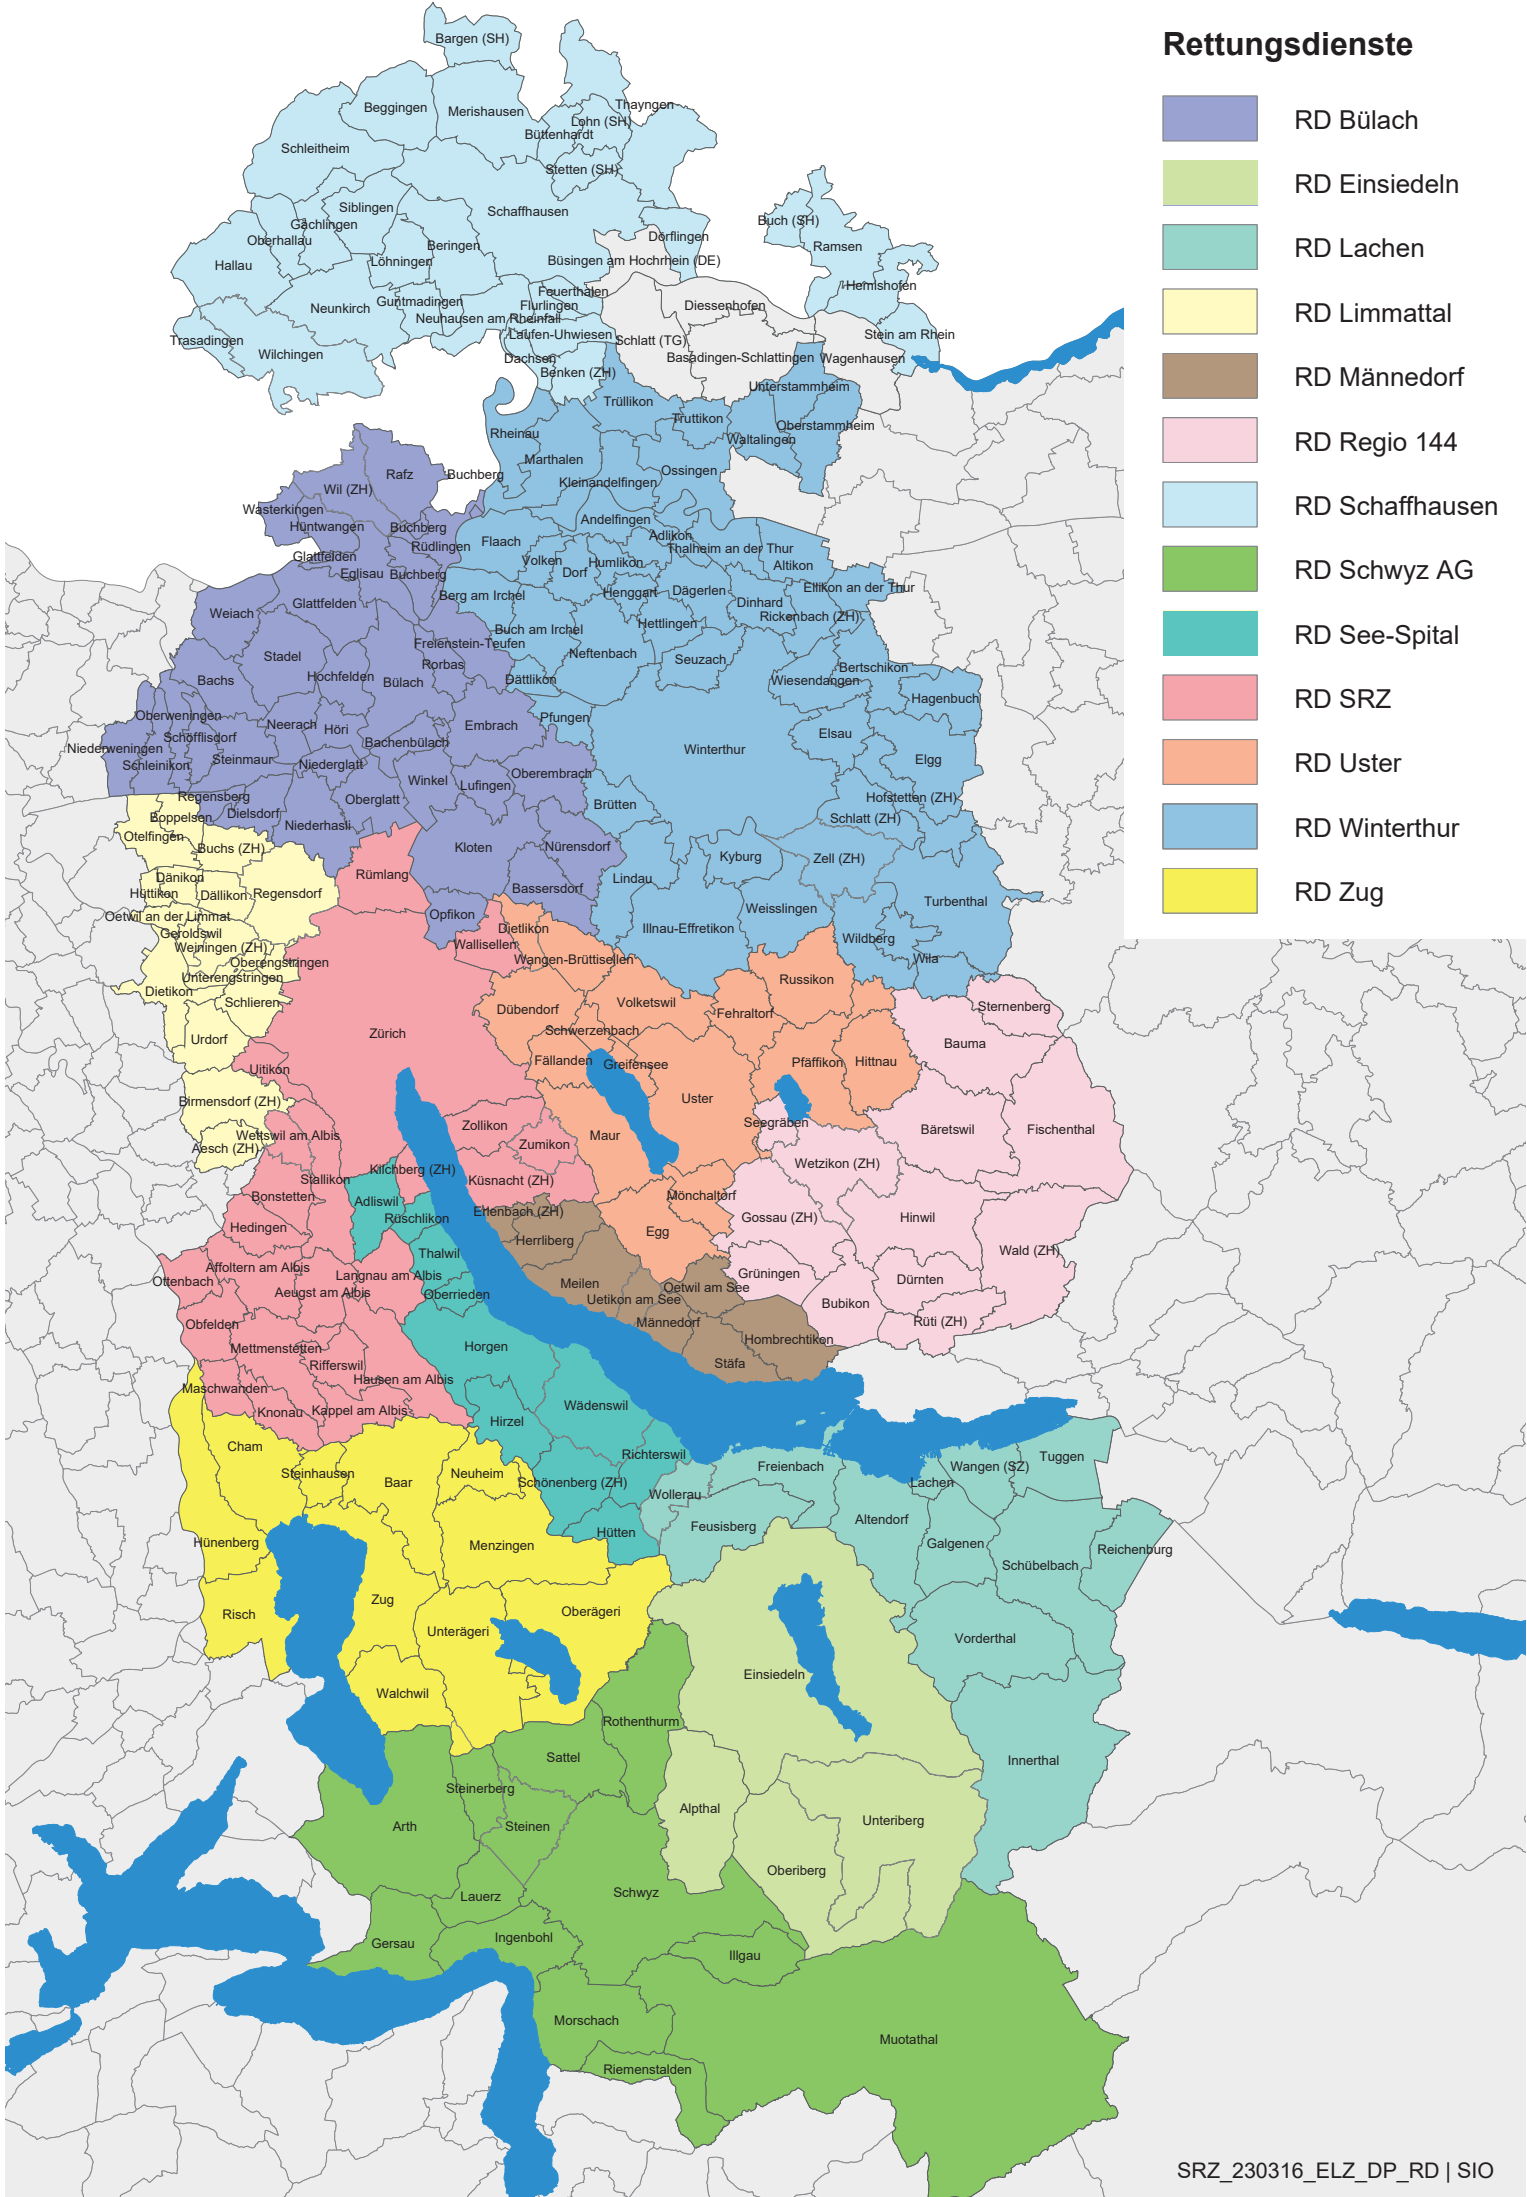 Rettungsdienste
RD Bülach
RD Einsiedeln
RD Lachen
RD Limmattal
RD Männedorf
RD Regio 144
RD Schaffhausen
RD Schwyz AG
RD See-Spital
RD SRZ
RD Uster
RD Winterthur
RD Zug
Bargen (SH)
Beggingen
Merishausen
Thayngen
Lohn (SH)
Büttenhardt
Schleitheim
Stetten (SH)
Siblingen
Schaffhausen
Gächlingen
Oberhallau
Beringen
Buch (SH)
Ramsen
Dörflingen
Hallau
Löhningen
Büsingen am Hochrhein (DE)
Hemishofen
Feuerthalen
Guntmadingen
Flurlingen
Neunkirch
Neuhausen am Rheinfall
Diessenhofen
Laufen-Uhwiesen
Schlatt (TG)
Stein am Rhein
Trasadingen
Wilchingen
Dachsen
Basadingen-Schlattingen
Wagenhausen
Benken (ZH)
Unterstammheim
Trüllikon
Truttikon
Oberstammheim
Rheinau
Waltalingen
Marthalen
Ossingen
Kleinandelfingen
Rafz
Buchberg
Wil (ZH)
Wasterkingen
Hüntwangen
Buchberg
Andelfingen
Adlikon
Rüdlingen
Flaach
Thalheim an der Thur
Glattfelden
Volken
Humlikon
Altikon
Eglisau
Buchberg
Dorf
Ellikon an der Thur
Berg am Irchel
Henggart
Dägerlen
Glattfelden
Dinhard
Weiach
Rickenbach (ZH)
Hettlingen
Buch am Irchel
Freienstein-Teufen
Neftenbach
Stadel
Rorbas
Seuzach
Bertschikon
Hochfelden
Bachs
Bülach
Dättlikon
Wiesendangen
Hagenbuch
Oberweningen
Pfungen
Neerach
Höri
Embrach
Schöfflisdorf
Bachenbülach
Elsau
Niederweningen
Winterthur
Steinmaur
Schleinikon
Niederglatt
Elgg
Oberembrach
Winkel
Lufingen
Regensberg
Oberglatt
Brütten
Hofstetten (ZH)
Dielsdorf
Boppelsen
Niederhasli
Schlatt (ZH)
Otelfingen
Buchs (ZH)
Kloten
Nürensdorf
Kyburg
Zell (ZH)
Dänikon
Rümlang
Lindau
Hüttikon
Dällikon
Regensdorf
Bassersdorf
Turbenthal
Oetwil an der Limmat
Opfikon
Weisslingen
Geroldswil
Dietlikon
Illnau-Effretikon
Wildberg
Weiningen (ZH)
Wallisellen
Wangen-Brüttisellen
Wila
Oberengstringen
Unterengstringen
Russikon
Dietikon
Schlieren
Volketswil
Dübendorf
Fehraltorf
Sternenberg
Urdorf
Zürich
Schwerzenbach
Bauma
Fällanden
Greifensee
Pfäffikon
Hittnau
Uitikon
Uster
Birmensdorf (ZH)
Seegräben
Zollikon
Bäretswil
Fischenthal
Wettswil am Albis
Maur
Aesch (ZH)
Zumikon
Wetzikon (ZH)
Kilchberg (ZH)
Stallikon
Küsnacht (ZH)
Bonstetten
Adliswil
Mönchaltorf
Erlenbach (ZH)
Rüschlikon
Gossau (ZH)
Hinwil
Hedingen
Egg
Herrliberg
Wald (ZH)
Thalwil
Affoltern am Albis
Langnau am Albis
Grüningen
Ottenbach
Meilen
Dürnten
Aeugst am Albis
Oberrieden
Oetwil am See
Uetikon am See
Bubikon
Obfelden
Männedorf
Rüti (ZH)
Mettmenstetten
Horgen
Hombrechtikon
Rifferswil
Stäfa
Hausen am Albis
Maschwanden
Wädenswil
Knonau
Kappel am Albis
Hirzel
Cham
Richterswil
Tuggen
Steinhausen
Neuheim
Freienbach
Wangen (SZ)
Baar
Schönenberg (ZH)
Lachen
Wollerau
Altendorf
Feusisberg
Hütten
Hünenberg
Menzingen
Galgenen
Reichenburg
Schübelbach
Zug
Risch
Oberägeri
Unterägeri
Vorderthal
Einsiedeln
Walchwil
Rothenthurm
Sattel
Innerthal
Steinerberg
Alpthal
Arth
Steinen
Unteriberg
Oberiberg
Schwyz
Lauerz
Ingenbohl
Gersau
Illgau
Morschach
Muotathal
Riemenstalden
SRZ_230316_ELZ_DP_RD | SIO